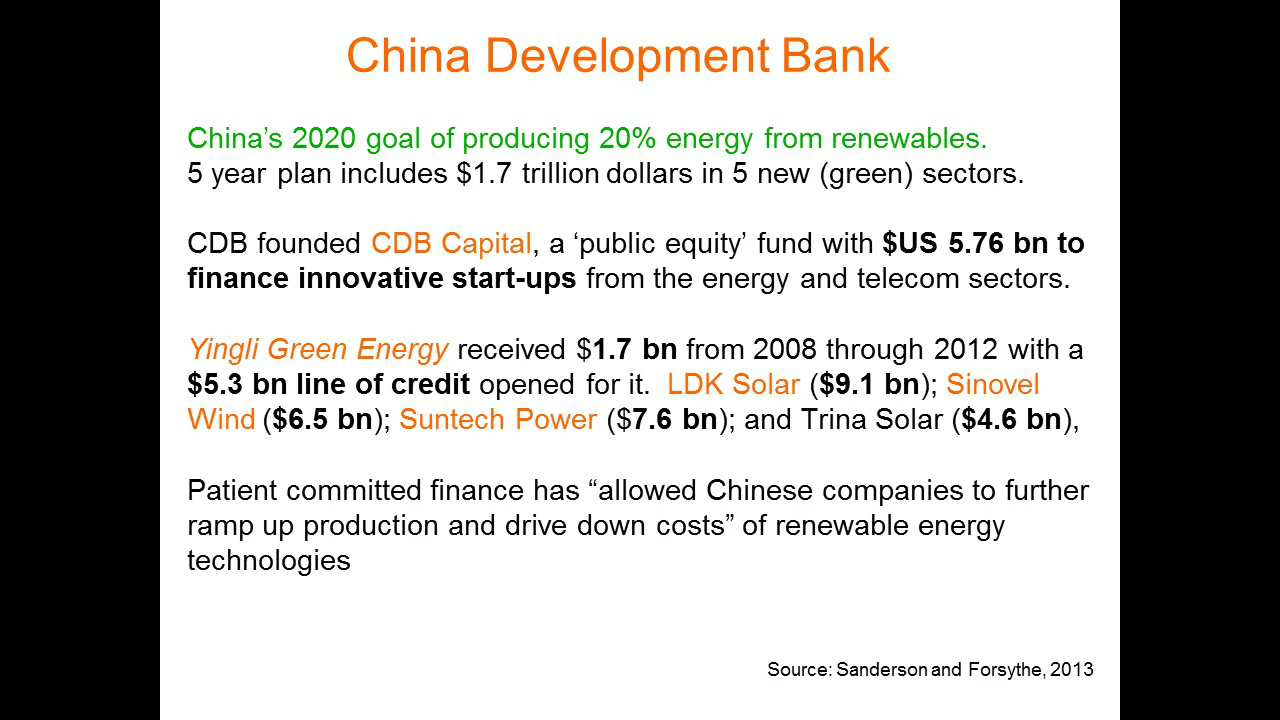 China Development Bank
China’s 2020 goal of producing 20% energy from renewables.
5 year plan includes $1.7 trillion dollars in 5 new (green) sectors.
CDB founded CDB Capital, a ‘public equity’ fund with $US 5.76 bn to
finance innovative start-ups from the energy and telecom sectors.
Yingli Green Energy received $1.7 bn from 2008 through 2012 with a
$5.3 bn line of credit opened for it. LDK Solar ($9.1 bn); Sinovel
Wind ($6.5 bn); Suntech Power ($7.6 bn); and Trina Solar ($4.6 bn),
Patient committed finance has “allowed Chinese companies to further
ramp up production and drive down costs” of renewable energy
technologies
Source: Sanderson and Forsythe, 2013